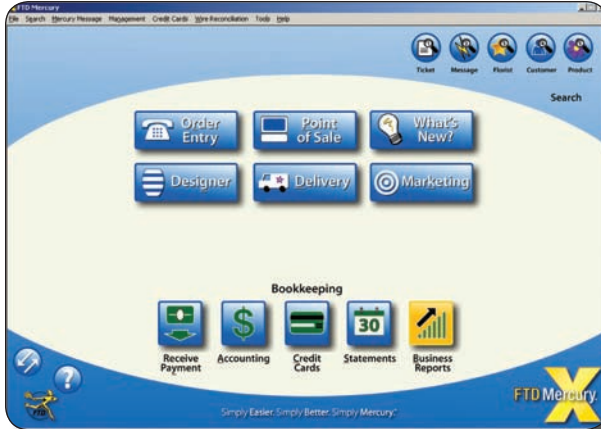 FTD Mercury
File Search Mercury Message Management Credit Cards Wire Reconciliation Tools Help
Ticket Message Florist Customer Product
Search
Order Entry
Point of Sale
What's New?
Designer
Delivery
Marketing
Bookkeeping
30
Receive Payment
Accounting
Credit Cards
Statements
Business Reports
?
FTD
Simply Easier. Simply Better. Simply Mercury.™
FTD Mercury X